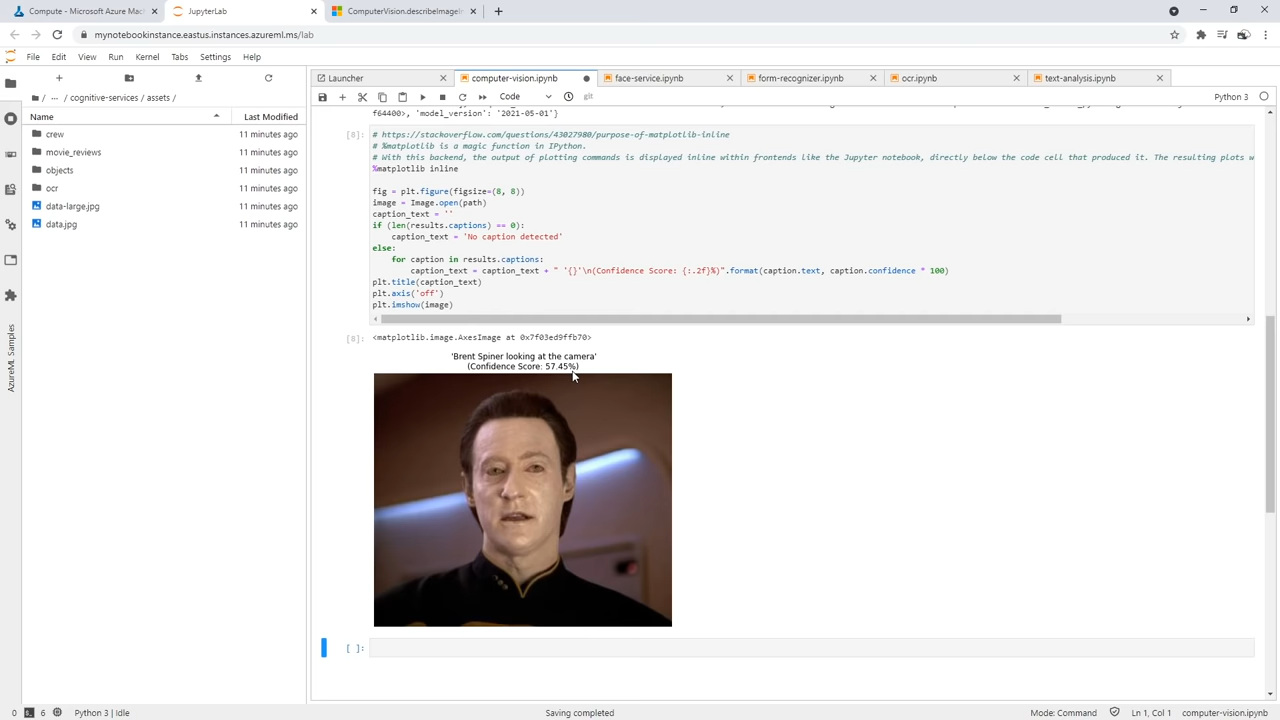 Compute - Microsoft Azure Mac
JupyterLab
ComputerVision.describeImageI
mynotebookinstance.eastus.instances.azureml.ms/lab
File Edit View Run Kernel Tabs Settings Help
Launcher
computer-vision.ipynb
face-service.ipynb
form-recognizer.ipynb
ocr.ipynb
text-analysis.ipynb
Code
git
Python 3
/ ... / cognitive-services / assets /
Name
Last Modified
crew 11 minutes ago
movie_reviews 11 minutes ago
objects 11 minutes ago
ocr 11 minutes ago
data-large.jpg 11 minutes ago
data.jpg 11 minutes ago
AzureML Samples
f64400>, 'model_version': '2021-05-01'}
[8]:
# https://stackoverflow.com/questions/43027980/purpose-of-matplotlib-inline
# %matplotlib is a magic function in IPython.
# With this backend, the output of plotting commands is displayed inline within frontends like the Jupyter notebook, directly below the code cell that produced it. The resulting plots w
%matplotlib inline
fig = plt.figure(figsize=(8, 8))
image = Image.open(path)
caption_text = ''
if (len(results.captions) == 0):
caption_text = 'No caption detected'
else:
for caption in results.captions:
caption_text = caption_text + " '{}'\n(Confidence Score: {:.2f}%)".format(caption.text, caption.confidence * 100)
plt.title(caption_text)
plt.axis('off')
plt.imshow(image)
[8]: <matplotlib.image.AxesImage at 0x7f03ed9ffb70>
'Brent Spiner looking at the camera'
(Confidence Score: 57.45%)
[ ]:
0 6 Python 3 | Idle
Saving completed
Mode: Command
Ln 1, Col 1
computer-vision.ipynb